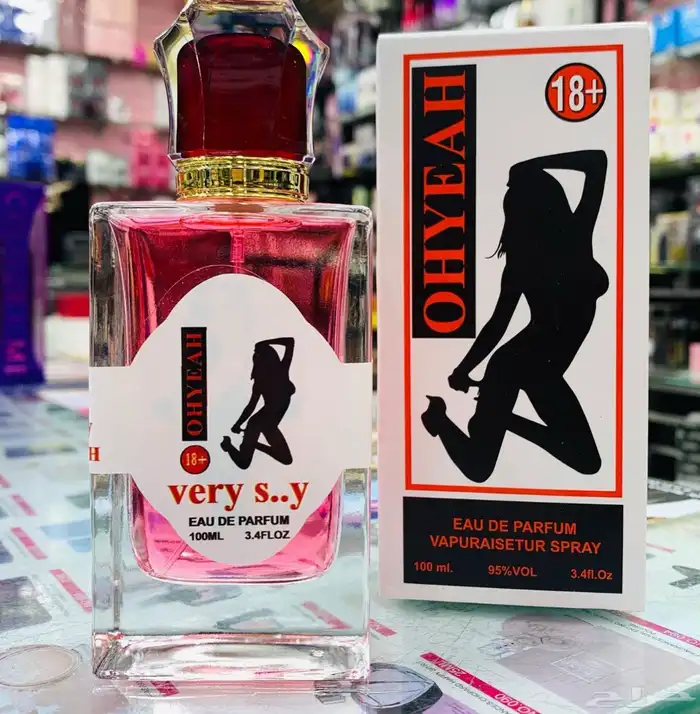 OHYEAH
18+
very s..y
EAU DE PARFUM
100ML 3.4FLOZ
H
OHYEAH
18+
EAU DE PARFUM
VAPURAISETUR SPRAY
100 ml. 95%VOL 3.4fl.Oz